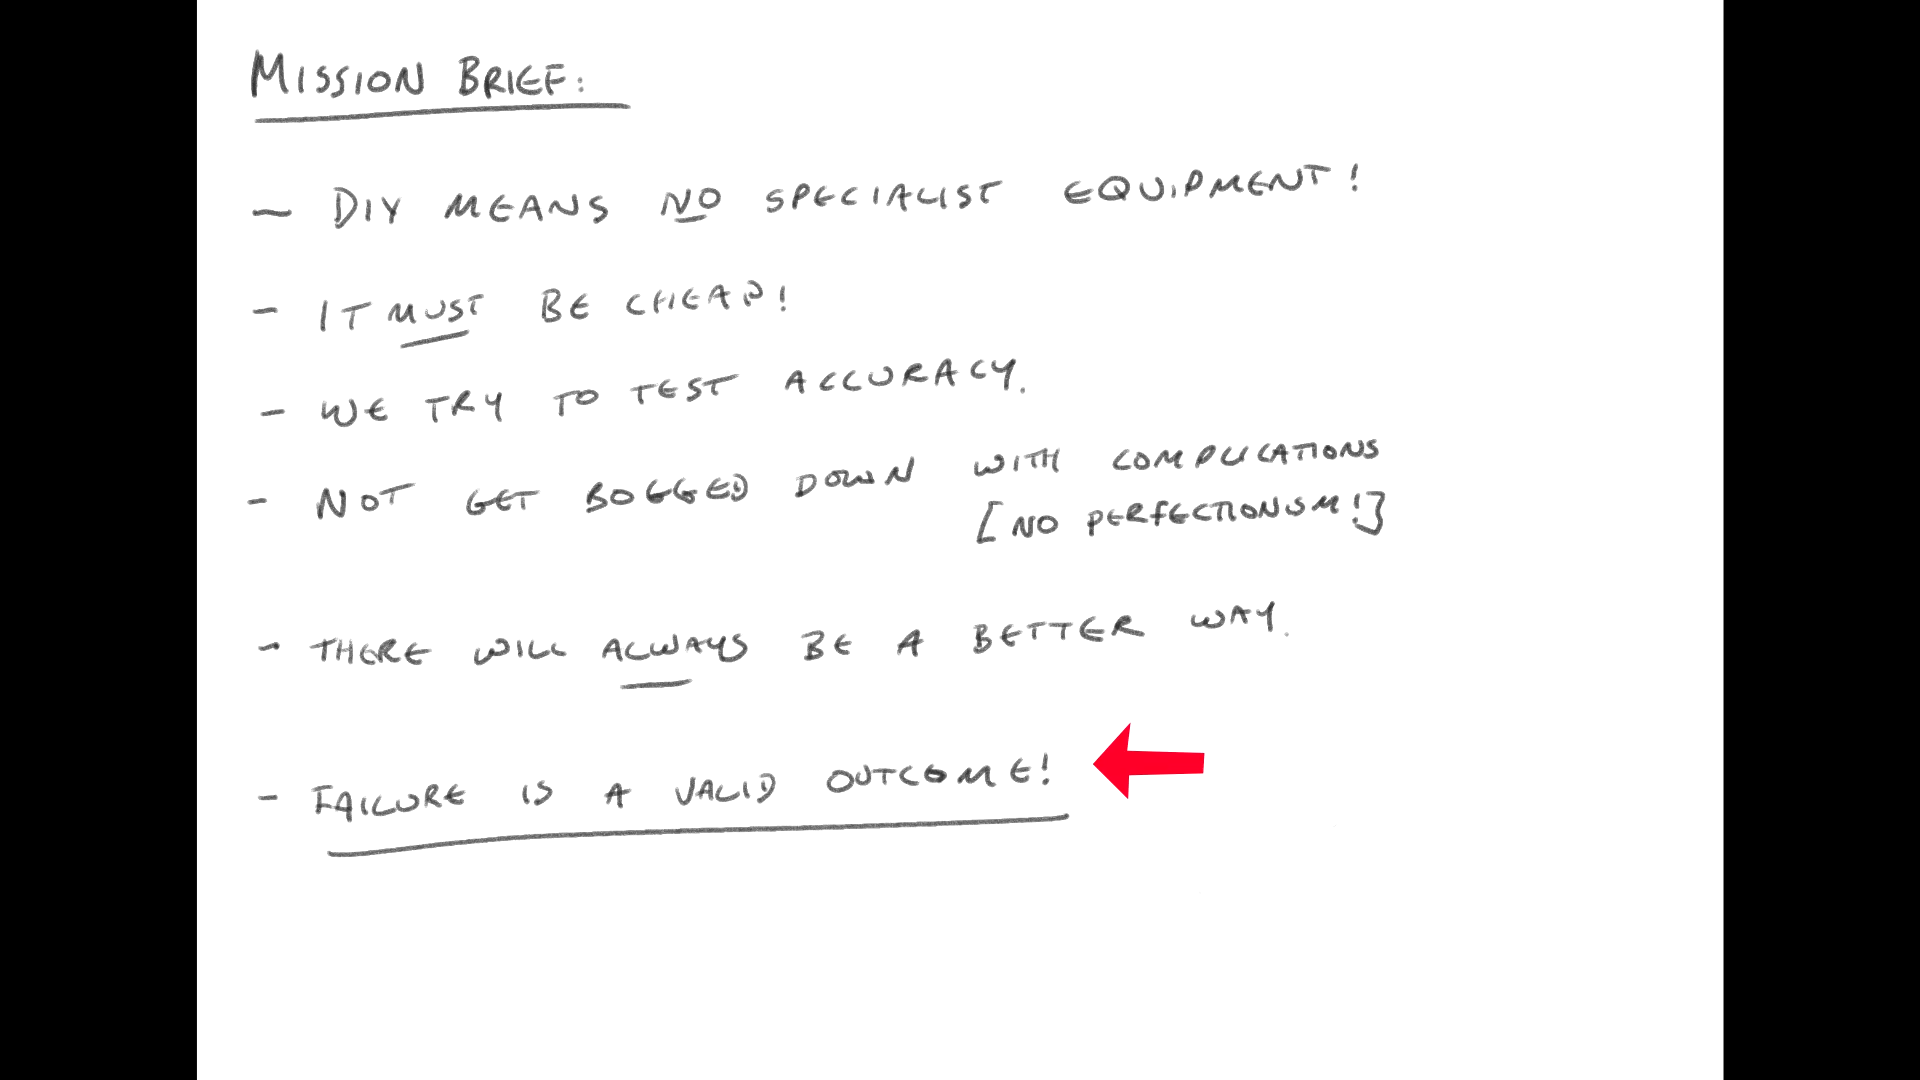 MISSION BRIEF:
— DIY MEANS NO SPECIALIST EQUIPMENT!
- IT MUST BE CHEAP!
- WE TRY TO TEST ACCURACY.
- NOT GET BOGGED DOWN WITH COMPLICATIONS
[NO PERFECTIONISM!]
- THERE WILL ALWAYS BE A BETTER WAY.
- FAILURE IS A VALID OUTCOME!